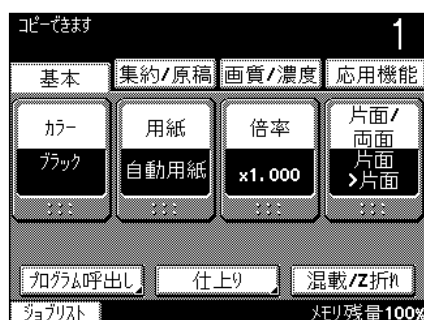 コピーできます
1
基本 集約/原稿 画質/濃度 応用機能
カラー 用紙 倍率 片面/両面
ブラック 自動用紙 x1.000 片面>片面
プログラム呼出し 仕上り 混載/Z折れ
ジョブリスト メモリ残量100%